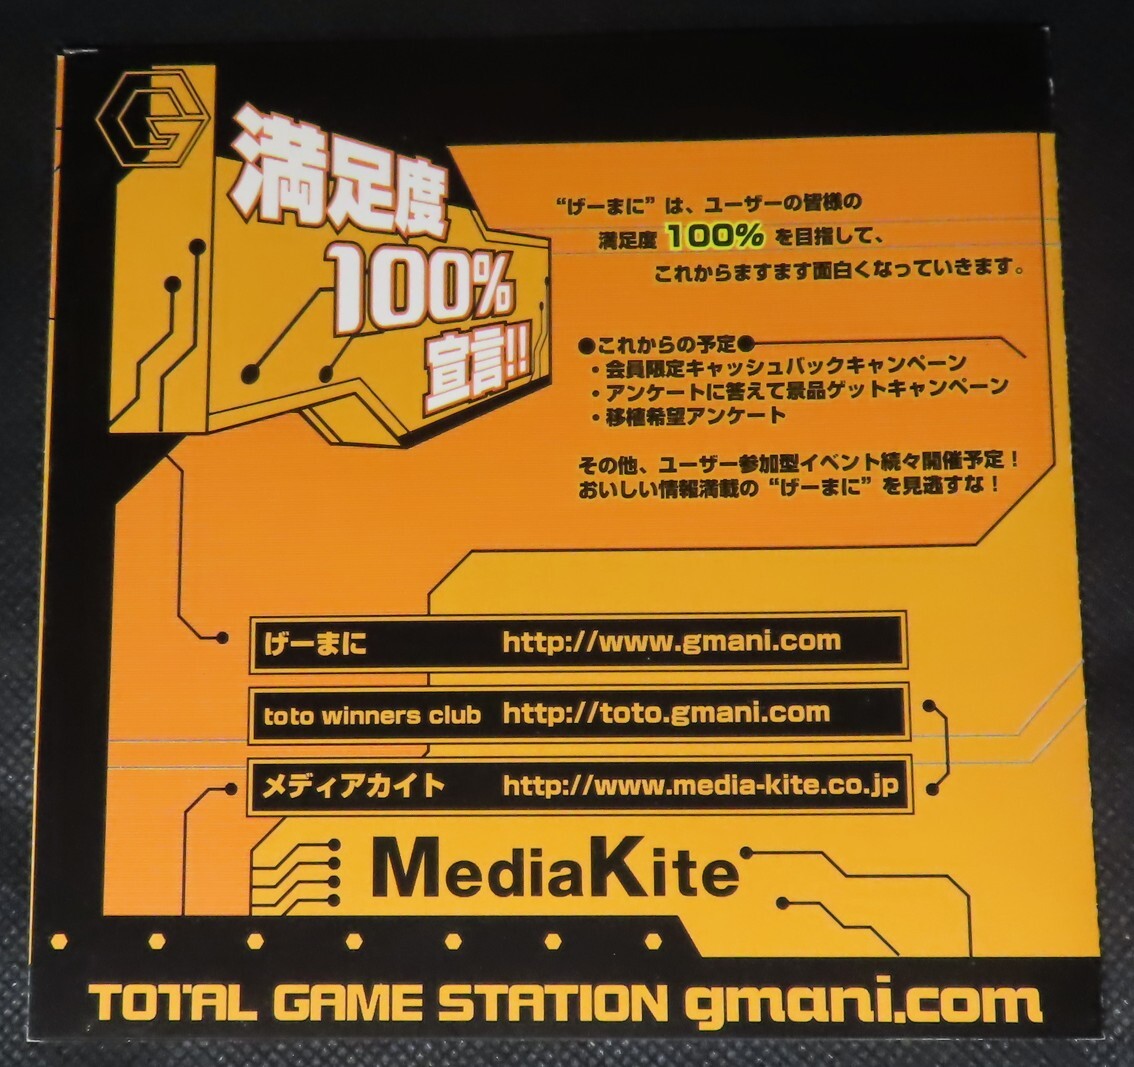 G
満足度
100%
宣言!!
“げーまに”は、ユーザーの皆様の
満足度 100% を目指して、
これからますます面白くなっていきます。
●これからの予定●
・会員限定キャッシュバックキャンペーン
・アンケートに答えて景品ゲットキャンペーン
・移植希望アンケート
その他、ユーザー参加型イベント続々開催予定！
おいしい情報満載の“げーまに”を見逃すな！
げーまに http://www.gmani.com
toto winners club http://toto.gmani.com
メディアカイト http://www.media-kite.co.jp
MediaKite
TOTAL GAME STATION gmani.com